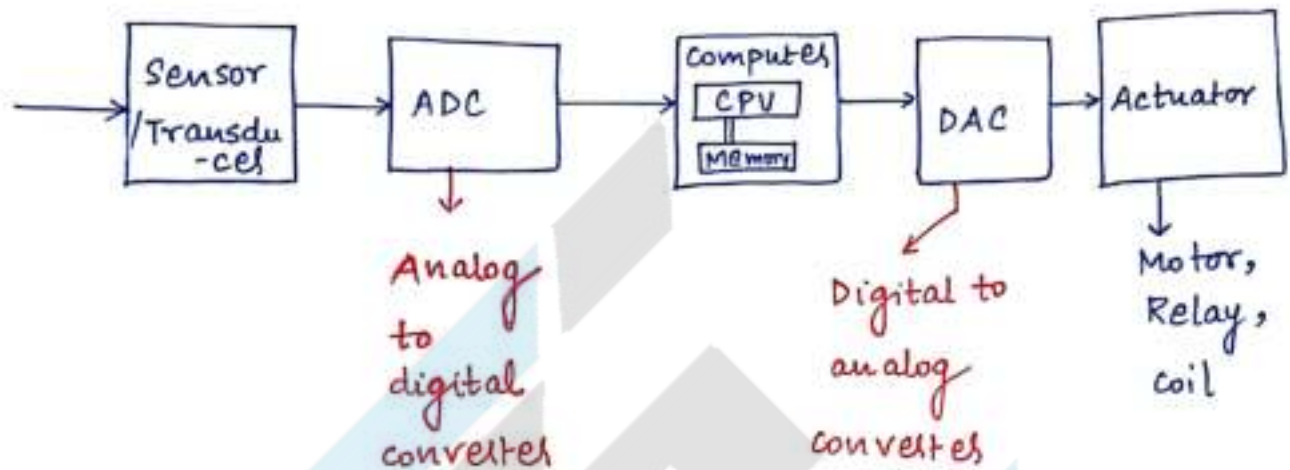 Sensor
/Transdu
-cer
ADC
Computer
CPU
Memory
DAC
Actuator
Analog
to
digital
converter
Digital to
analog
converter
Motor,
Relay,
coil